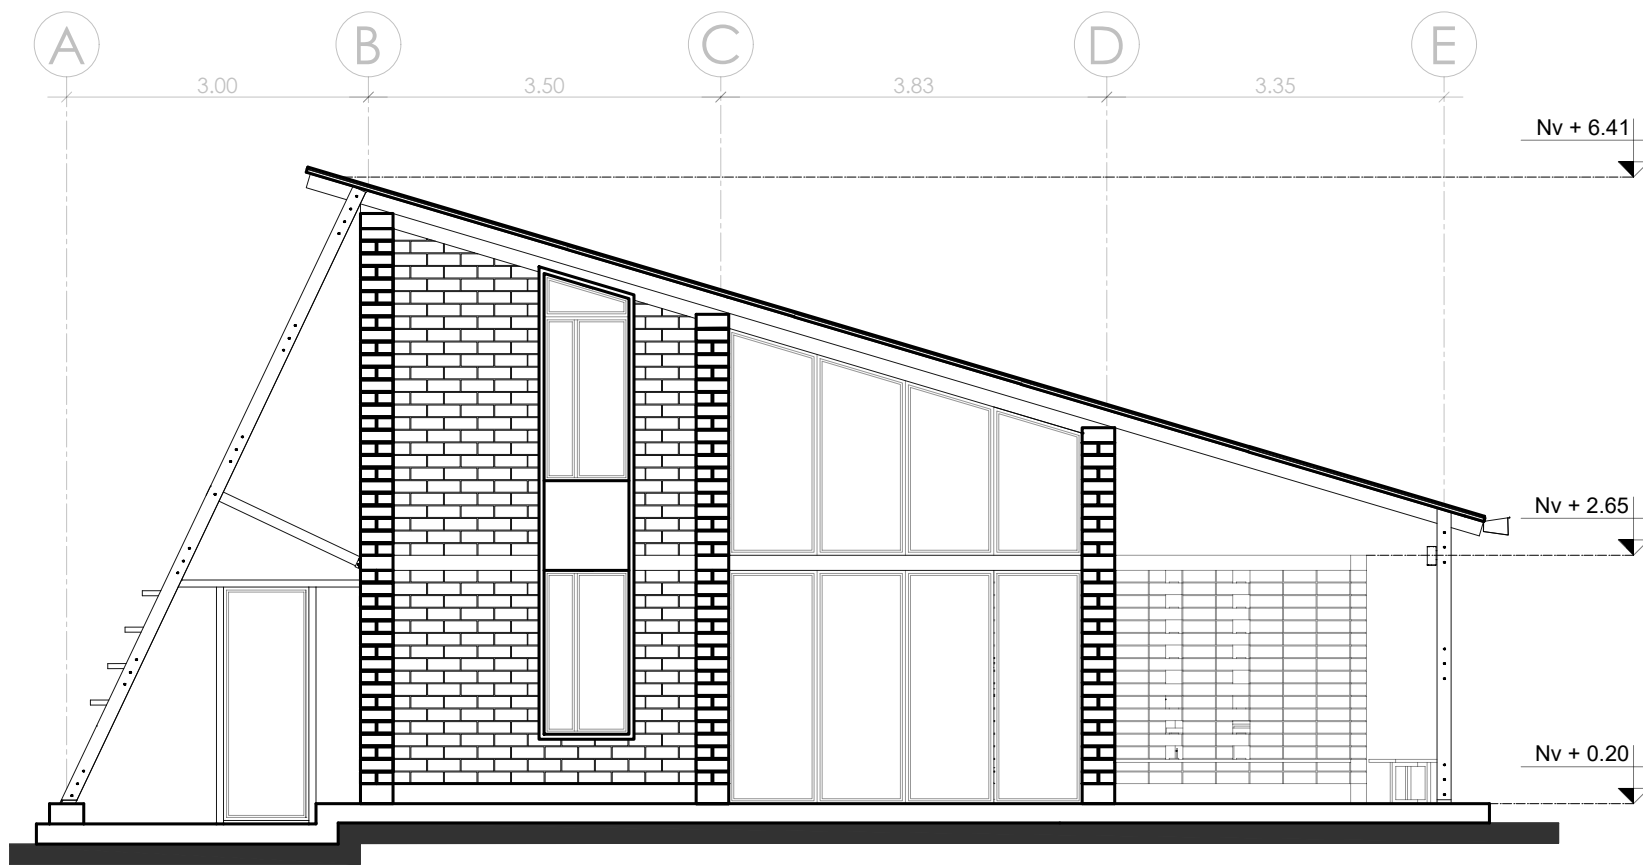 A B C D E
3.00 3.50 3.83 3.35
Nv + 6.41
Nv + 2.65
Nv + 0.20